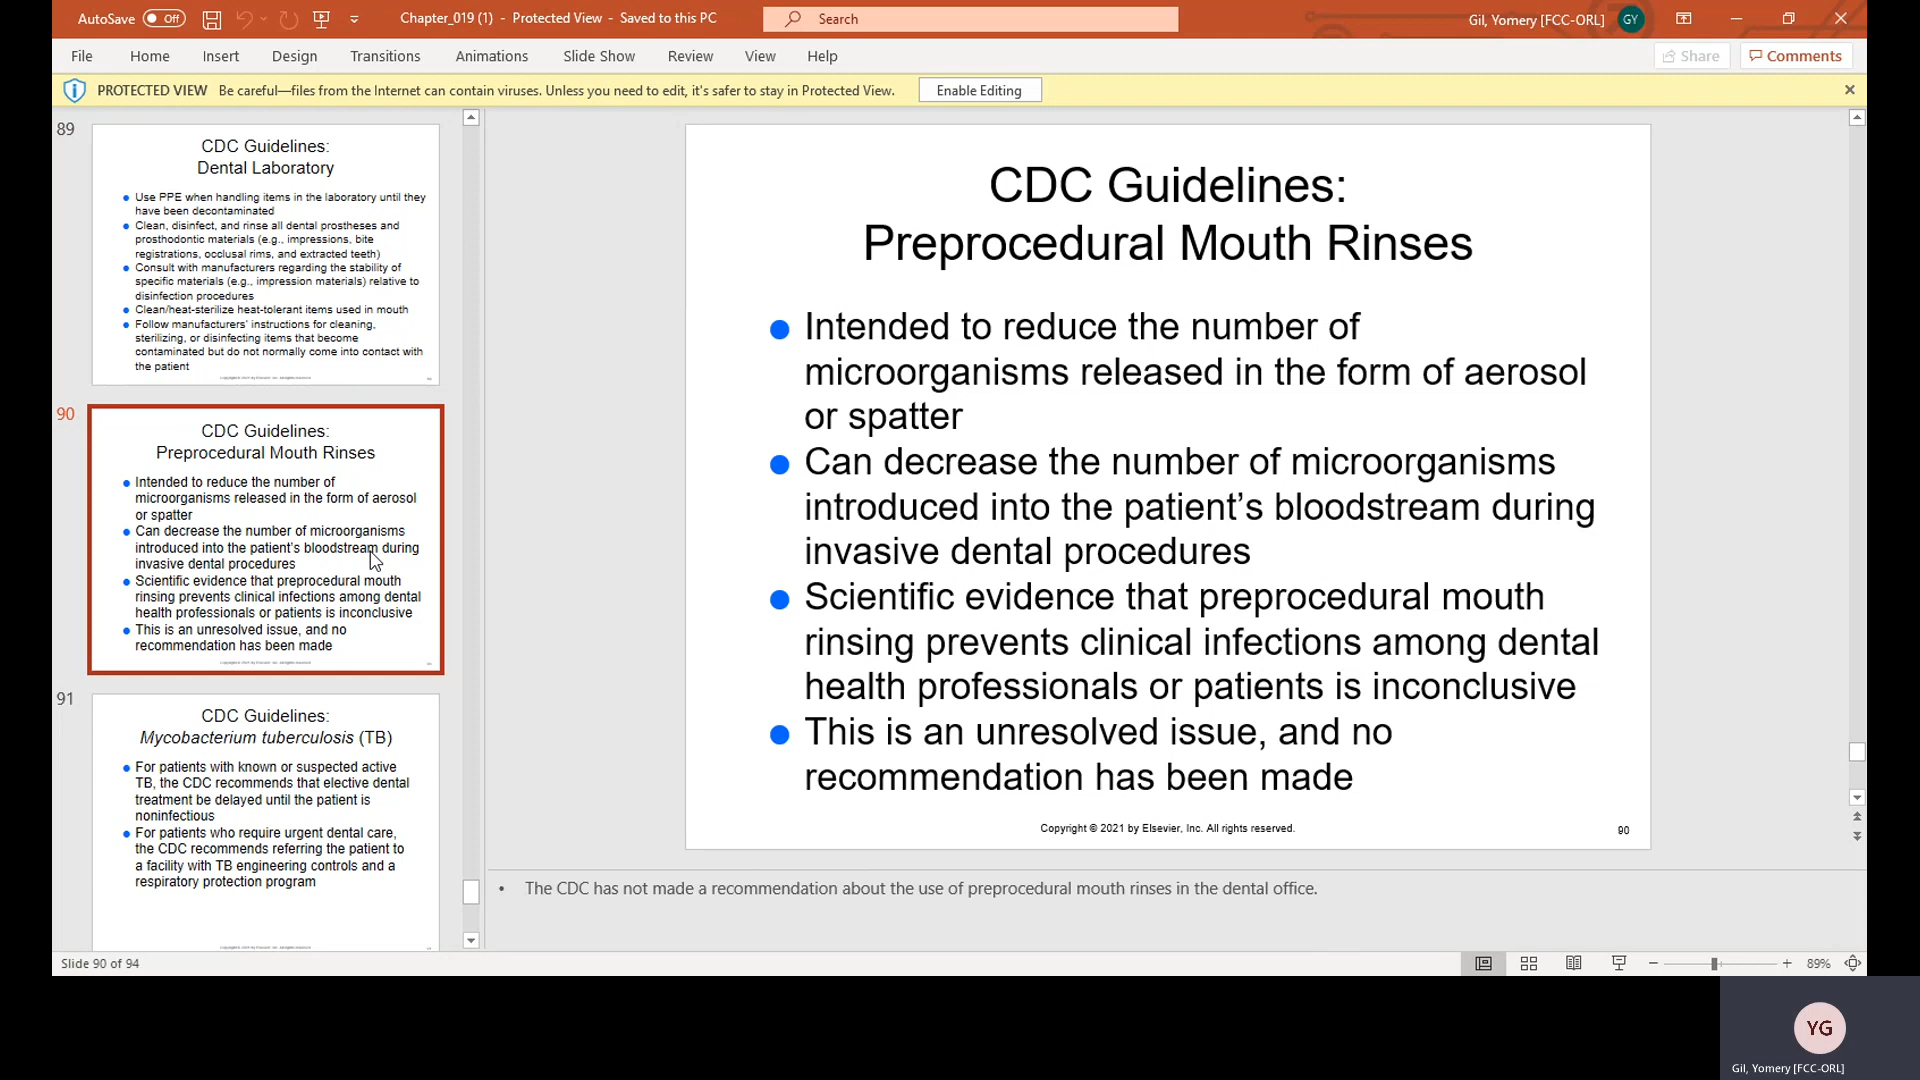 AutoSave Off Chapter_019 (1) - Protected View - Saved to this PC Search Gil, Yomery [FCC-ORL] GY
File Home Insert Design Transitions Animations Slide Show Review View Help Share Comments
PROTECTED VIEW Be careful—files from the Internet can contain viruses. Unless you need to edit, it's safer to stay in Protected View. Enable Editing
89
CDC Guidelines:
Dental Laboratory
Use PPE when handling items in the laboratory until they
have been decontaminated
Clean, disinfect, and rinse all dental prostheses and
prosthodontic materials (e.g., impressions, bite
registrations, occlusal rims, and extracted teeth)
Consult with manufacturers regarding the stability of
specific materials (e.g., impression materials) relative to
disinfection procedures
Clean/heat-sterilize heat-tolerant items used in mouth
Follow manufacturers' instructions for cleaning,
sterilizing, or disinfecting items that become
contaminated but do not normally come into contact with
the patient
90
CDC Guidelines:
Preprocedural Mouth Rinses
Intended to reduce the number of
microorganisms released in the form of aerosol
or spatter
Can decrease the number of microorganisms
introduced into the patient's bloodstream during
invasive dental procedures
Scientific evidence that preprocedural mouth
rinsing prevents clinical infections among dental
health professionals or patients is inconclusive
This is an unresolved issue, and no
recommendation has been made
91
CDC Guidelines:
Mycobacterium tuberculosis (TB)
For patients with known or suspected active
TB, the CDC recommends that elective dental
treatment be delayed until the patient is
noninfectious
For patients who require urgent dental care,
the CDC recommends referring the patient to
a facility with TB engineering controls and a
respiratory protection program
CDC Guidelines:
Preprocedural Mouth Rinses
Intended to reduce the number of
microorganisms released in the form of aerosol
or spatter
Can decrease the number of microorganisms
introduced into the patient’s bloodstream during
invasive dental procedures
Scientific evidence that preprocedural mouth
rinsing prevents clinical infections among dental
health professionals or patients is inconclusive
This is an unresolved issue, and no
recommendation has been made
Copyright © 2021 by Elsevier, Inc. All rights reserved.
90
• The CDC has not made a recommendation about the use of preprocedural mouth rinses in the dental office.
Slide 90 of 94
89%
YG
Gil, Yomery [FCC-ORL]